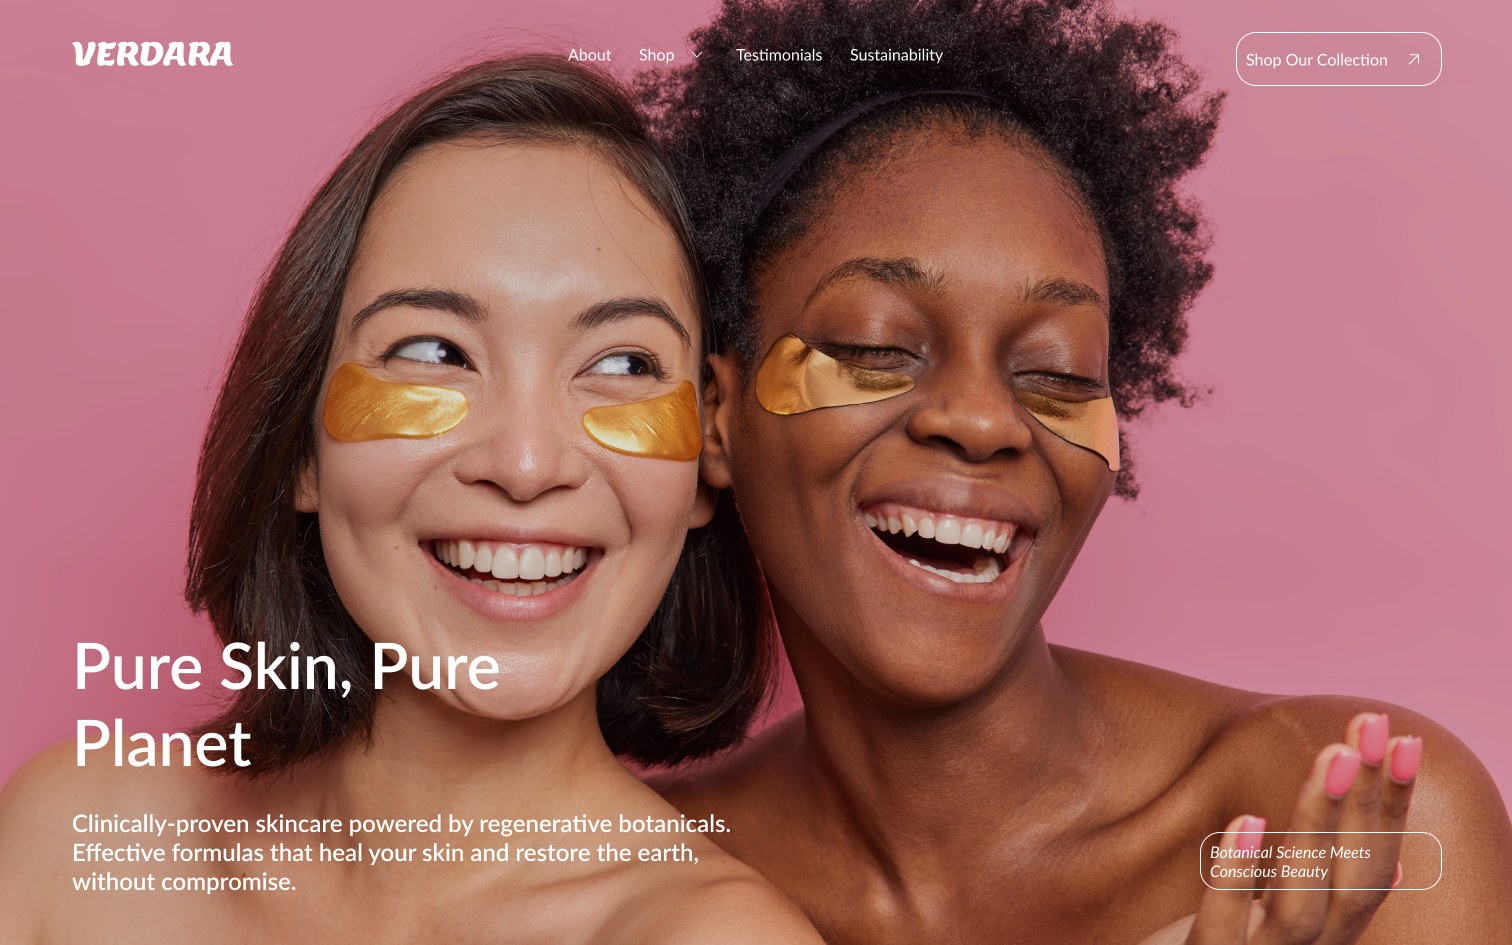 VERDARA
About
Shop
Testimonials
Sustainability
Shop Our Collection
Pure Skin, Pure
Planet
Clinically-proven skincare powered by regenerative botanicals.
Effective formulas that heal your skin and restore the earth,
without compromise.
Botanical Science Meets
Conscious Beauty